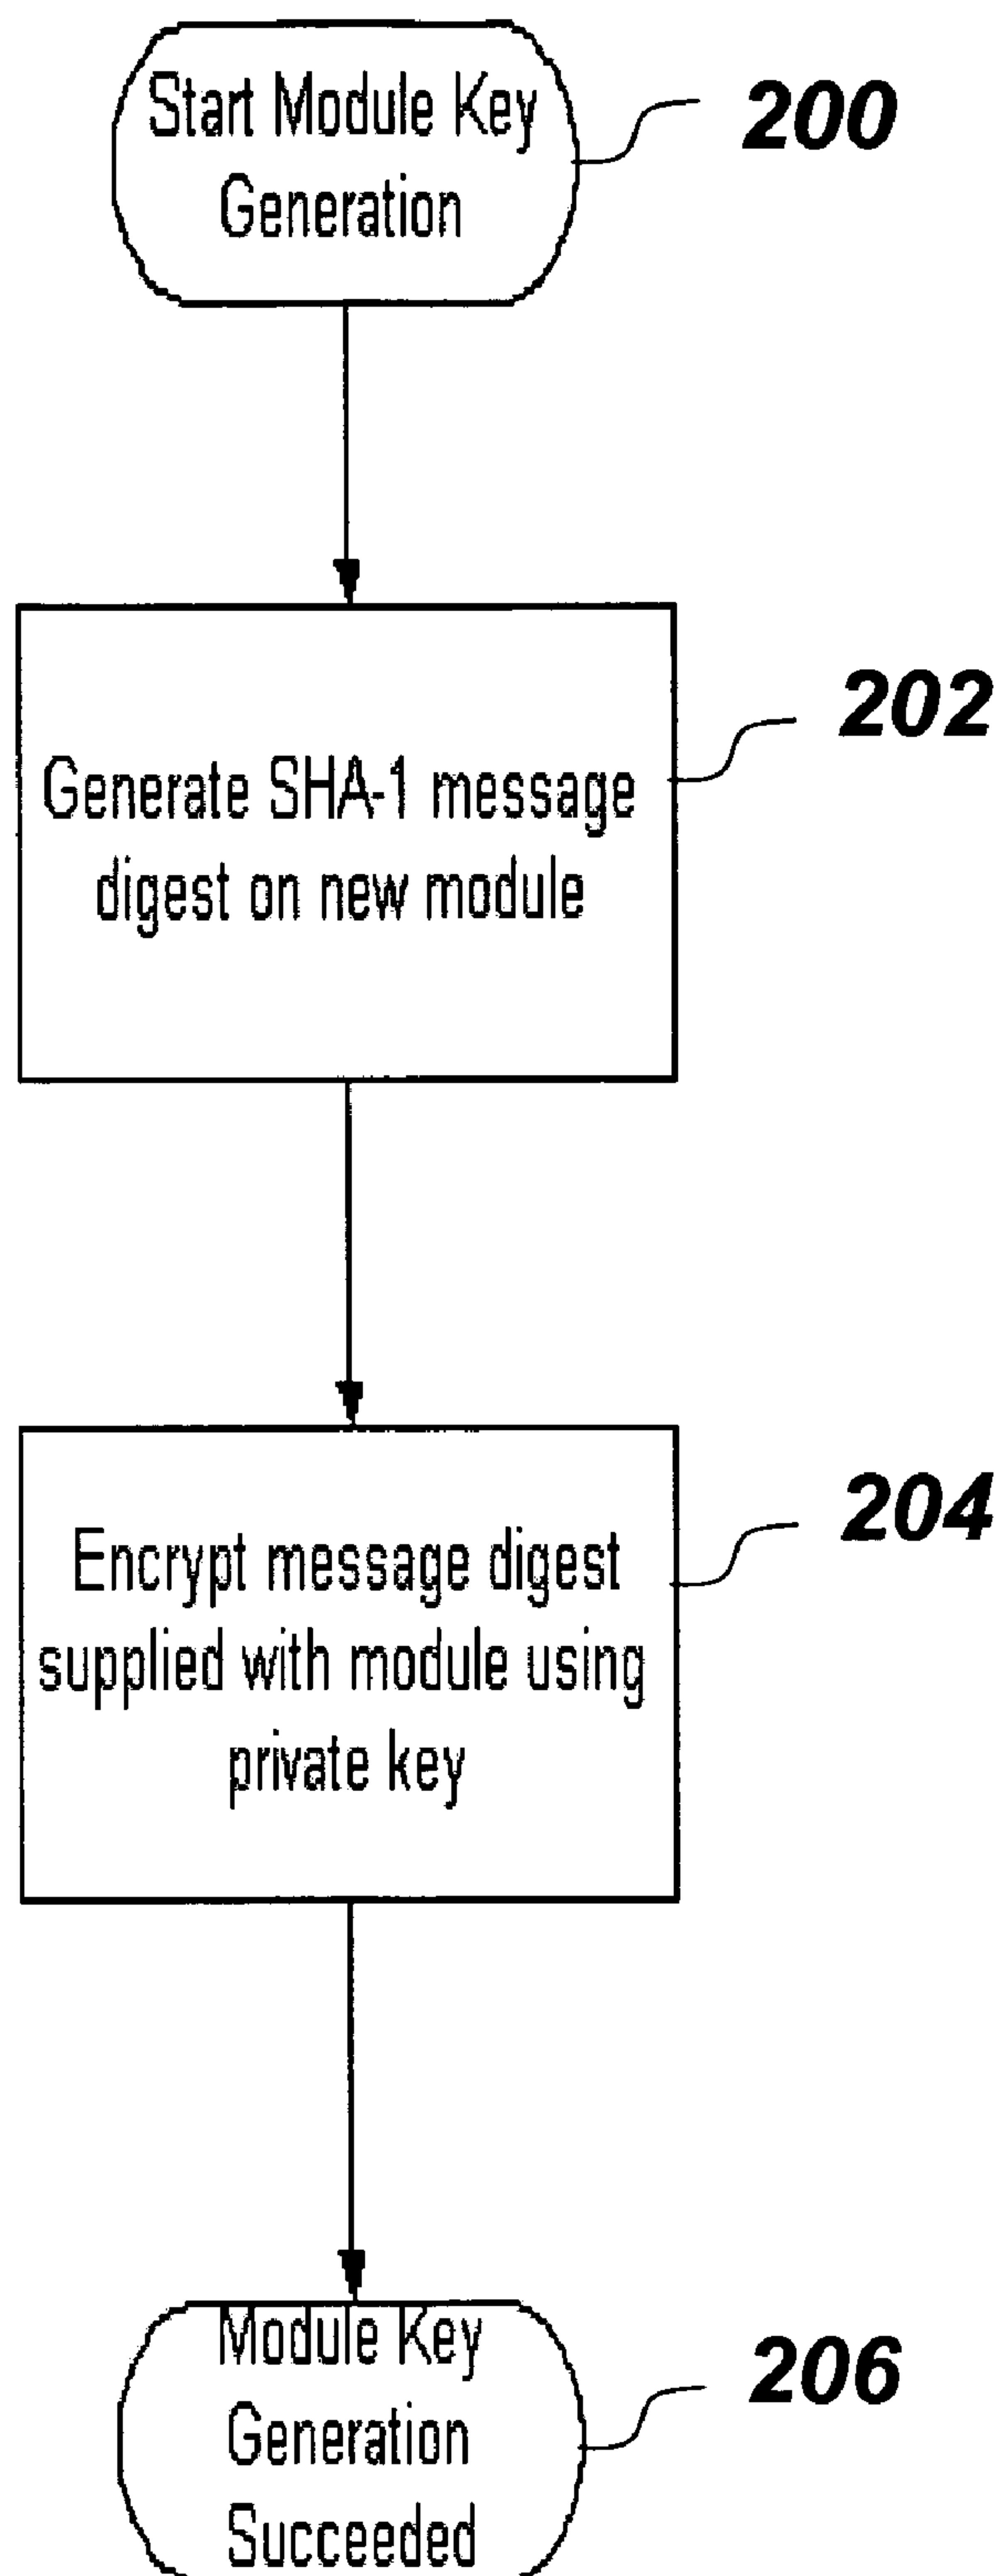 Start Module Key
Generation
200
Generate SHA-1 message
digest on new module
202
Encrypt message digest
supplied with module using
private key
204
Module Key
Generation
Succeeded
206